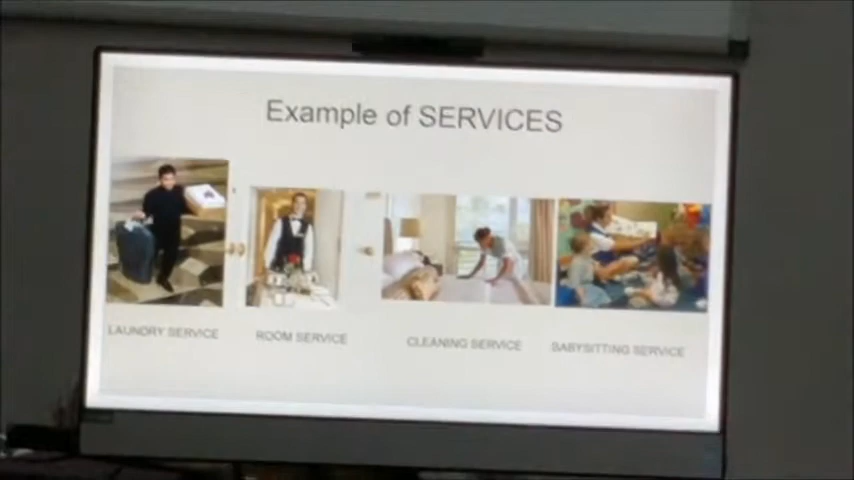 Example of SERVICES
LAUNDRY SERVICE
ROOM SERVICE
CLEANING SERVICE
BABYSITTING SERVICE